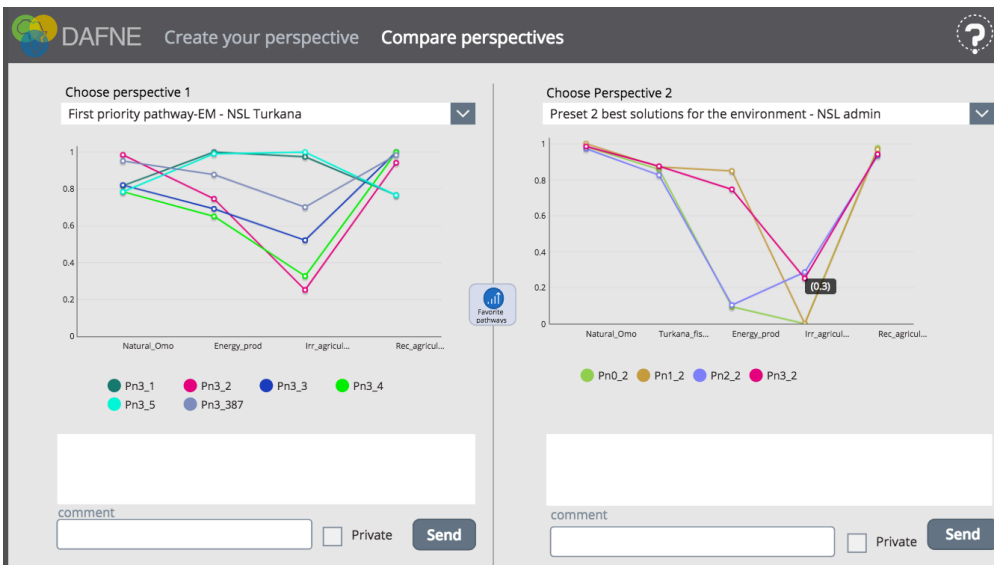 DAFNE Create your perspective Compare perspectives ?
Choose perspective 1
First priority pathway-EM - NSL Turkana
1
0.8
0.6
0.4
0.2
0
Natural_Omo Energy_prod Irr_agricul... Rec_agricul...
Pn3_1 Pn3_2 Pn3_3 Pn3_4
Pn3_5 Pn3_387
comment
Private Send
Favorite
pathways
Choose Perspective 2
Preset 2 best solutions for the environment - NSL admin
1
0.8
0.6
0.4
0.2
0
(0.3)
Natural_Omo Turkana_fis... Energy_prod Irr_agricul... Rec_agricul...
Pn0_2 Pn1_2 Pn2_2 Pn3_2
comment
Private Send